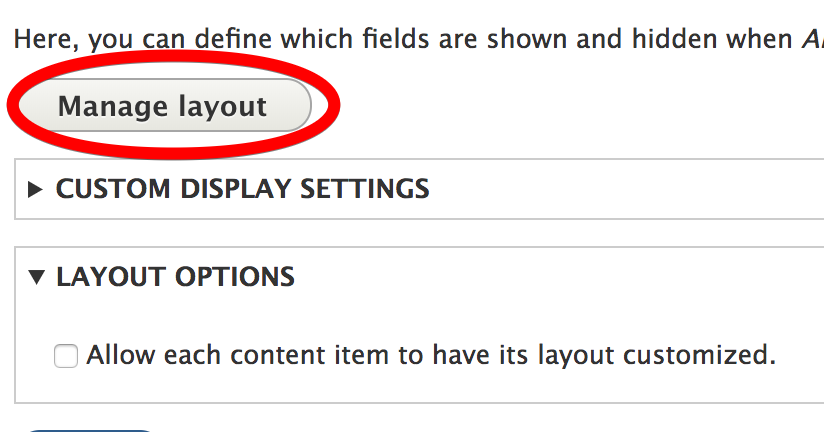 Here, you can define which fields are shown and hidden when
Manage layout
CUSTOM DISPLAY SETTINGS
LAYOUT OPTIONS
Allow each content item to have its layout customized.